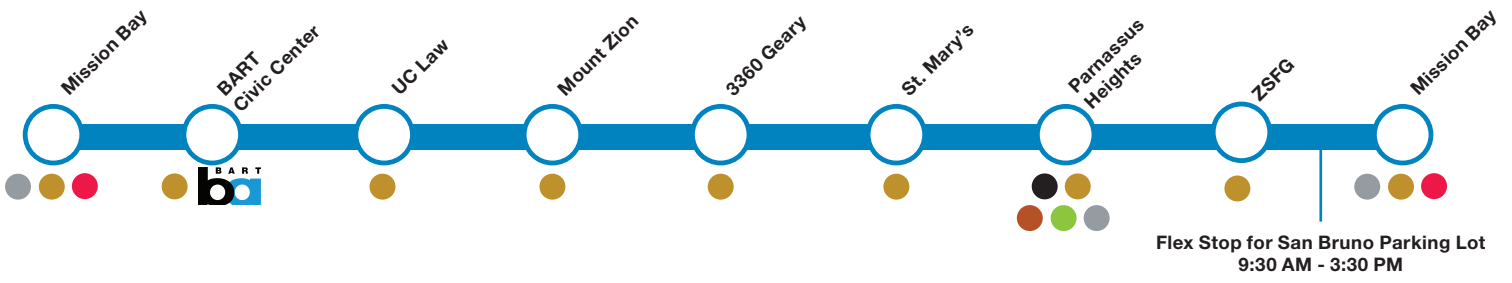 Mission Bay
BART
Civic Center
UC Law
Mount Zion
3360 Geary
St. Mary's
Parnassus
Heights
ZSFG
Mission Bay
BART
ba
Flex Stop for San Bruno Parking Lot
9:30 AM - 3:30 PM